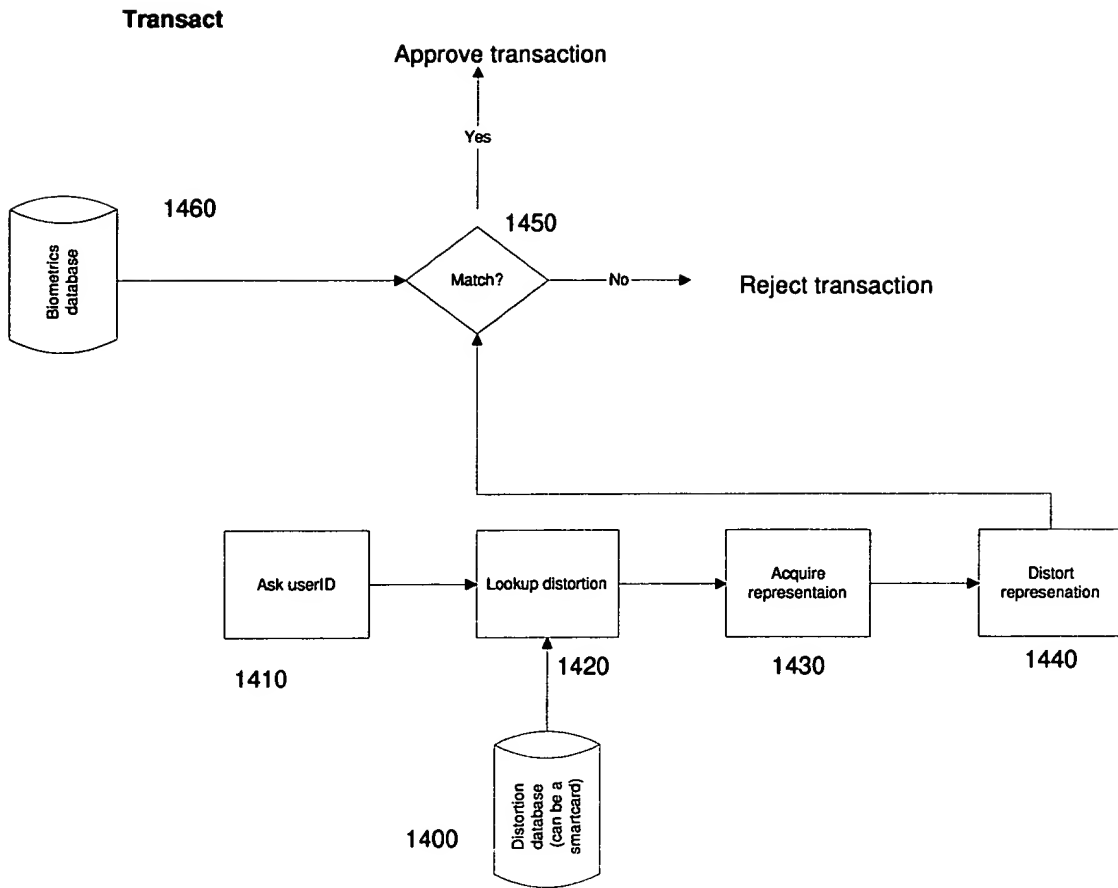 Transact
Approve transaction
Yes
1460
1450
Biometrics
database
Match?
No
Reject transaction
Ask userID
Lookup distortion
Acquire
representaion
Distort
represenation
1410
1420
1430
1440
Distortion
database
(can be a
smartcard)
1400